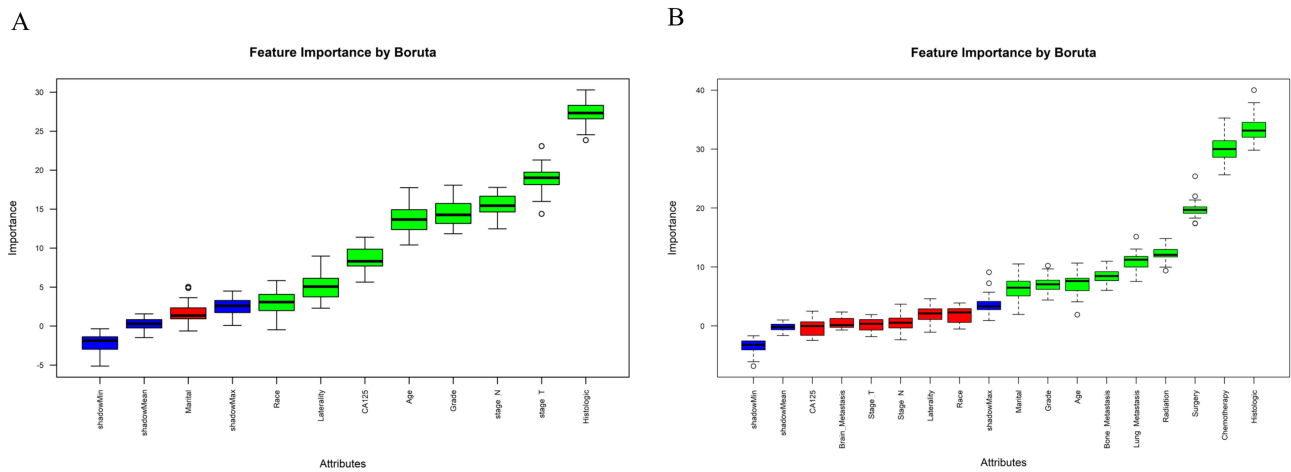 A
Feature Importance by Boruta
Importance
30
25
20
15
10
5
0
-5
shadowMin
shadowMean
Marital
shadowMax
Race
Laterality
CA125
Age
Grade
stage_N
stage_T
Histologic
Attributes
B
Feature Importance by Boruta
Importance
40
30
20
10
0
shadowMin
shadowMean
CA125
Brain_Metastasis
Stage_T
Stage_N
Laterality
Race
shadowMax
Marital
Grade
Age
Bone_Metastasis
Lung_Metastasis
Radiation
Surgery
Chemotherapy
Histologic
Attributes